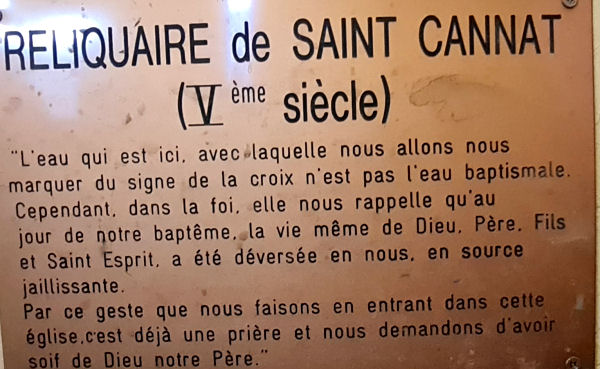 RELIQUAIRE de SAINT CANNAT
(V ème siècle)
"L'eau qui est ici, avec laquelle nous allons nous
marquer du signe de la croix n'est pas l'eau baptismale.
Cependant, dans la foi, elle nous rappelle qu'au
jour de notre baptême, la vie même de Dieu, Père, Fils
et Saint Esprit, a été déversée en nous, en source
jaillissante.
Par ce geste que nous faisons en entrant dans cette
église,c'est déjà une prière et nous demandons d'avoir
soif de Dieu notre Père."